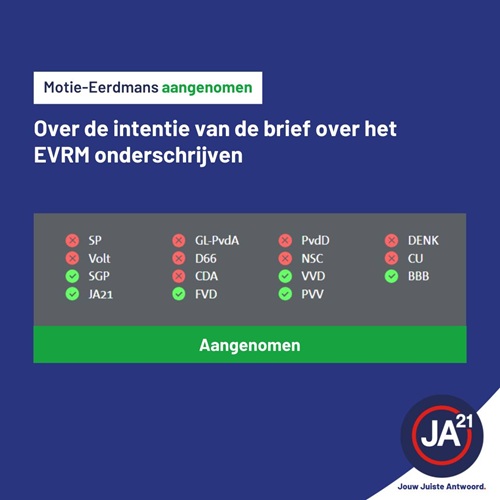 Motie-Eerdmans aangenomen
Over de intentie van de brief over het
EVRM onderschrijven
SP GL-PvdA PvdD DENK
Volt D66 NSC CU
SGP CDA VVD BBB
JA21 FVD PVV
Aangenomen
JA21
Jouw Juiste Antwoord.